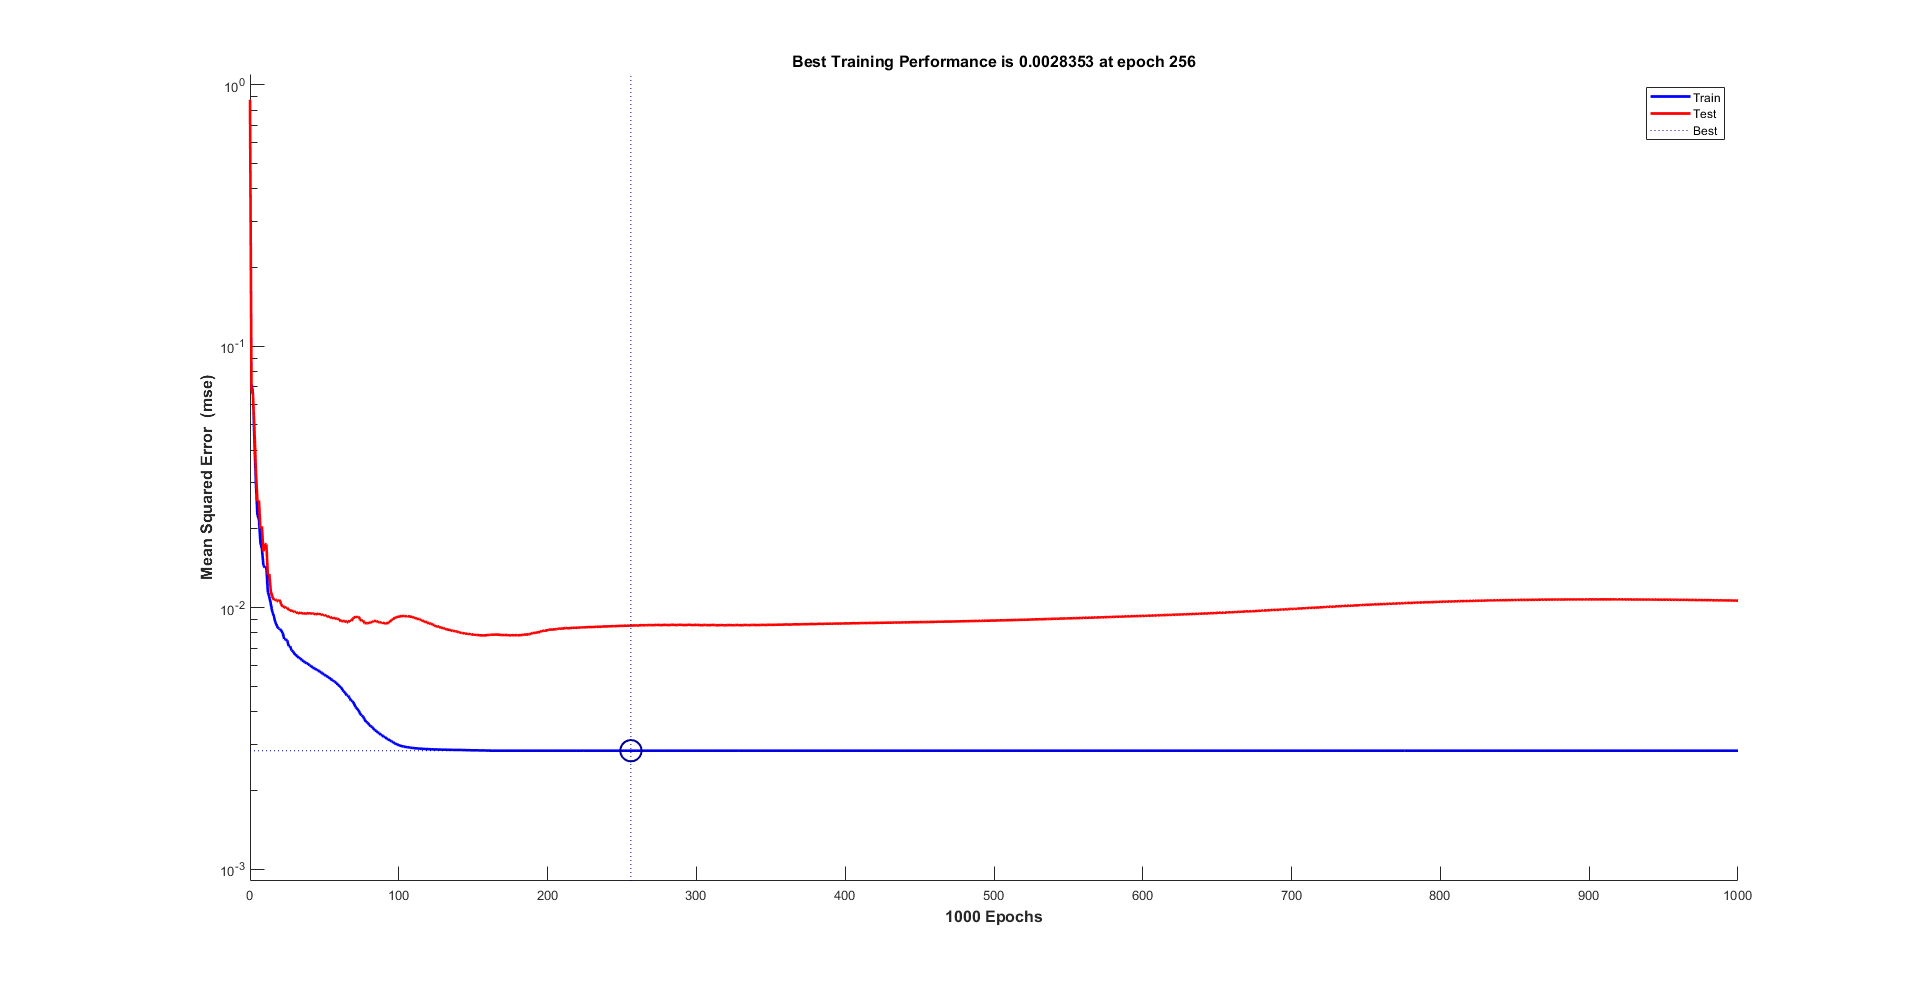 Best Training Performance is 0.0028353 at epoch 256
Train
Test
Best
Mean Squared Error (mse)
10^0
10^-1
10^-2
10^-3
0 100 200 300 400 500 600 700 800 900 1000
1000 Epochs